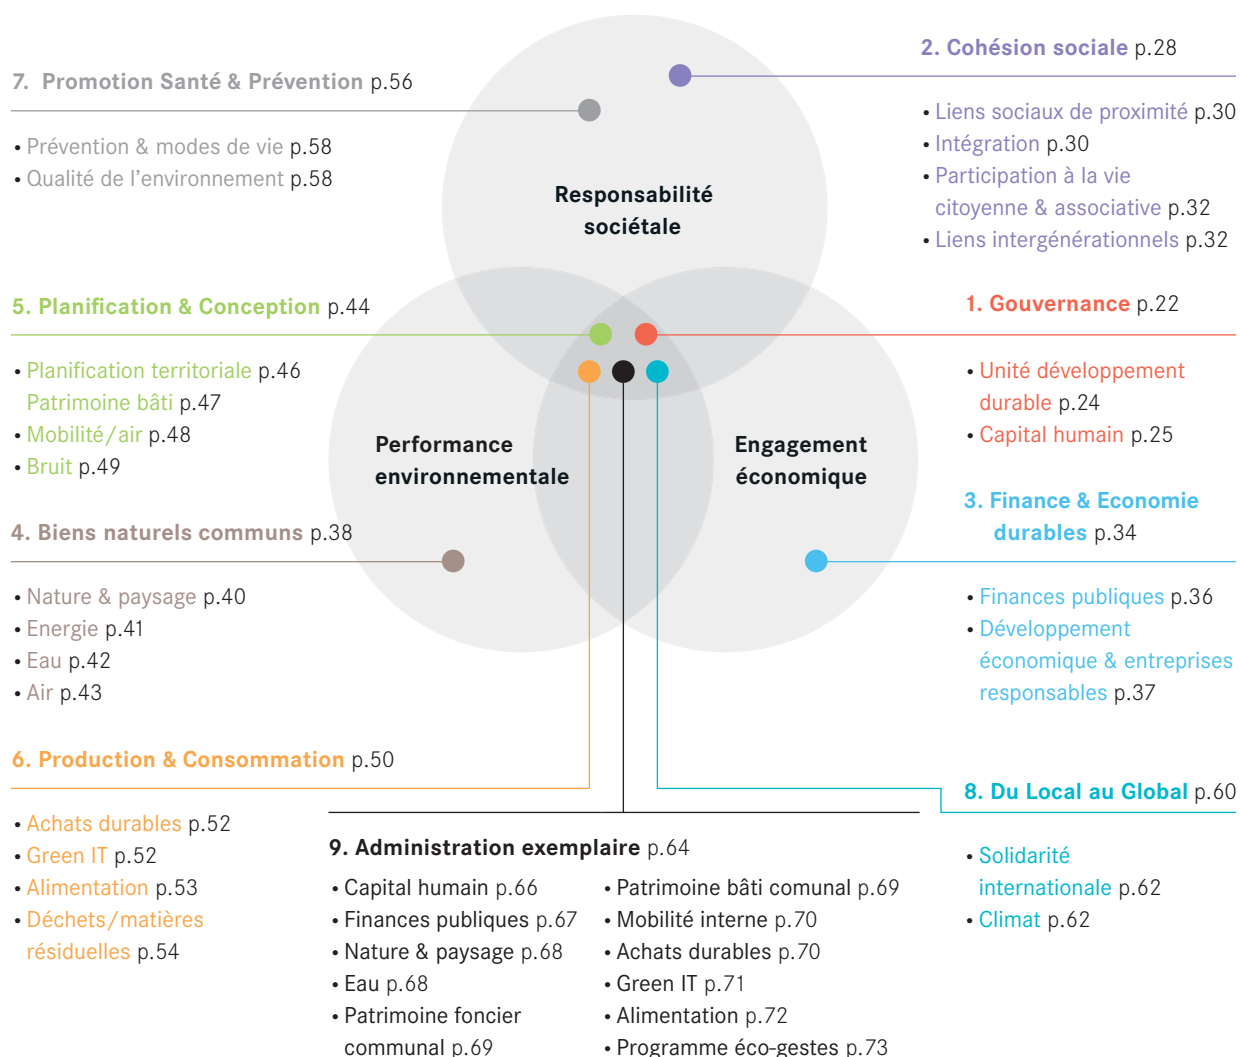 7. Promotion Santé & Prévention p.56
• Prévention & modes de vie p.58
• Qualité de l'environnement p.58
2. Cohésion sociale p.28
• Liens sociaux de proximité p.30
• Intégration p.30
• Participation à la vie
citoyenne & associative p.32
• Liens intergénérationnels p.32
Responsabilité
sociétale
5. Planification & Conception p.44
• Planification territoriale p.46
Patrimoine bâti p.47
• Mobilité/air p.48
• Bruit p.49
1. Gouvernance p.22
• Unité développement
durable p.24
• Capital humain p.25
Performance
environnementale
Engagement
économique
4. Biens naturels communs p.38
• Nature & paysage p.40
• Energie p.41
• Eau p.42
• Air p.43
3. Finance & Economie
durables p.34
• Finances publiques p.36
• Développement
économique & entreprises
responsables p.37
6. Production & Consommation p.50
• Achats durables p.52
• Green IT p.52
• Alimentation p.53
• Déchets/matières
résiduelles p.54
9. Administration exemplaire p.64
• Capital humain p.66
• Finances publiques p.67
• Nature & paysage p.68
• Eau p.68
• Patrimoine foncier
communal p.69
• Patrimoine bâti comunal p.69
• Mobilité interne p.70
• Achats durables p.70
• Green IT p.71
• Alimentation p.72
• Programme éco-gestes p.73
8. Du Local au Global p.60
• Solidarité
internationale p.62
• Climat p.62